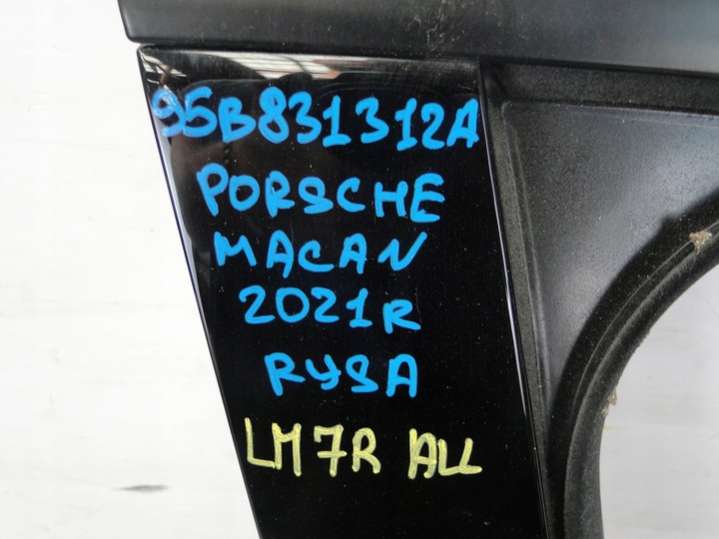 95B831312A
PORSCHE
MACAN
2021R
RYSA
LM7R ALL